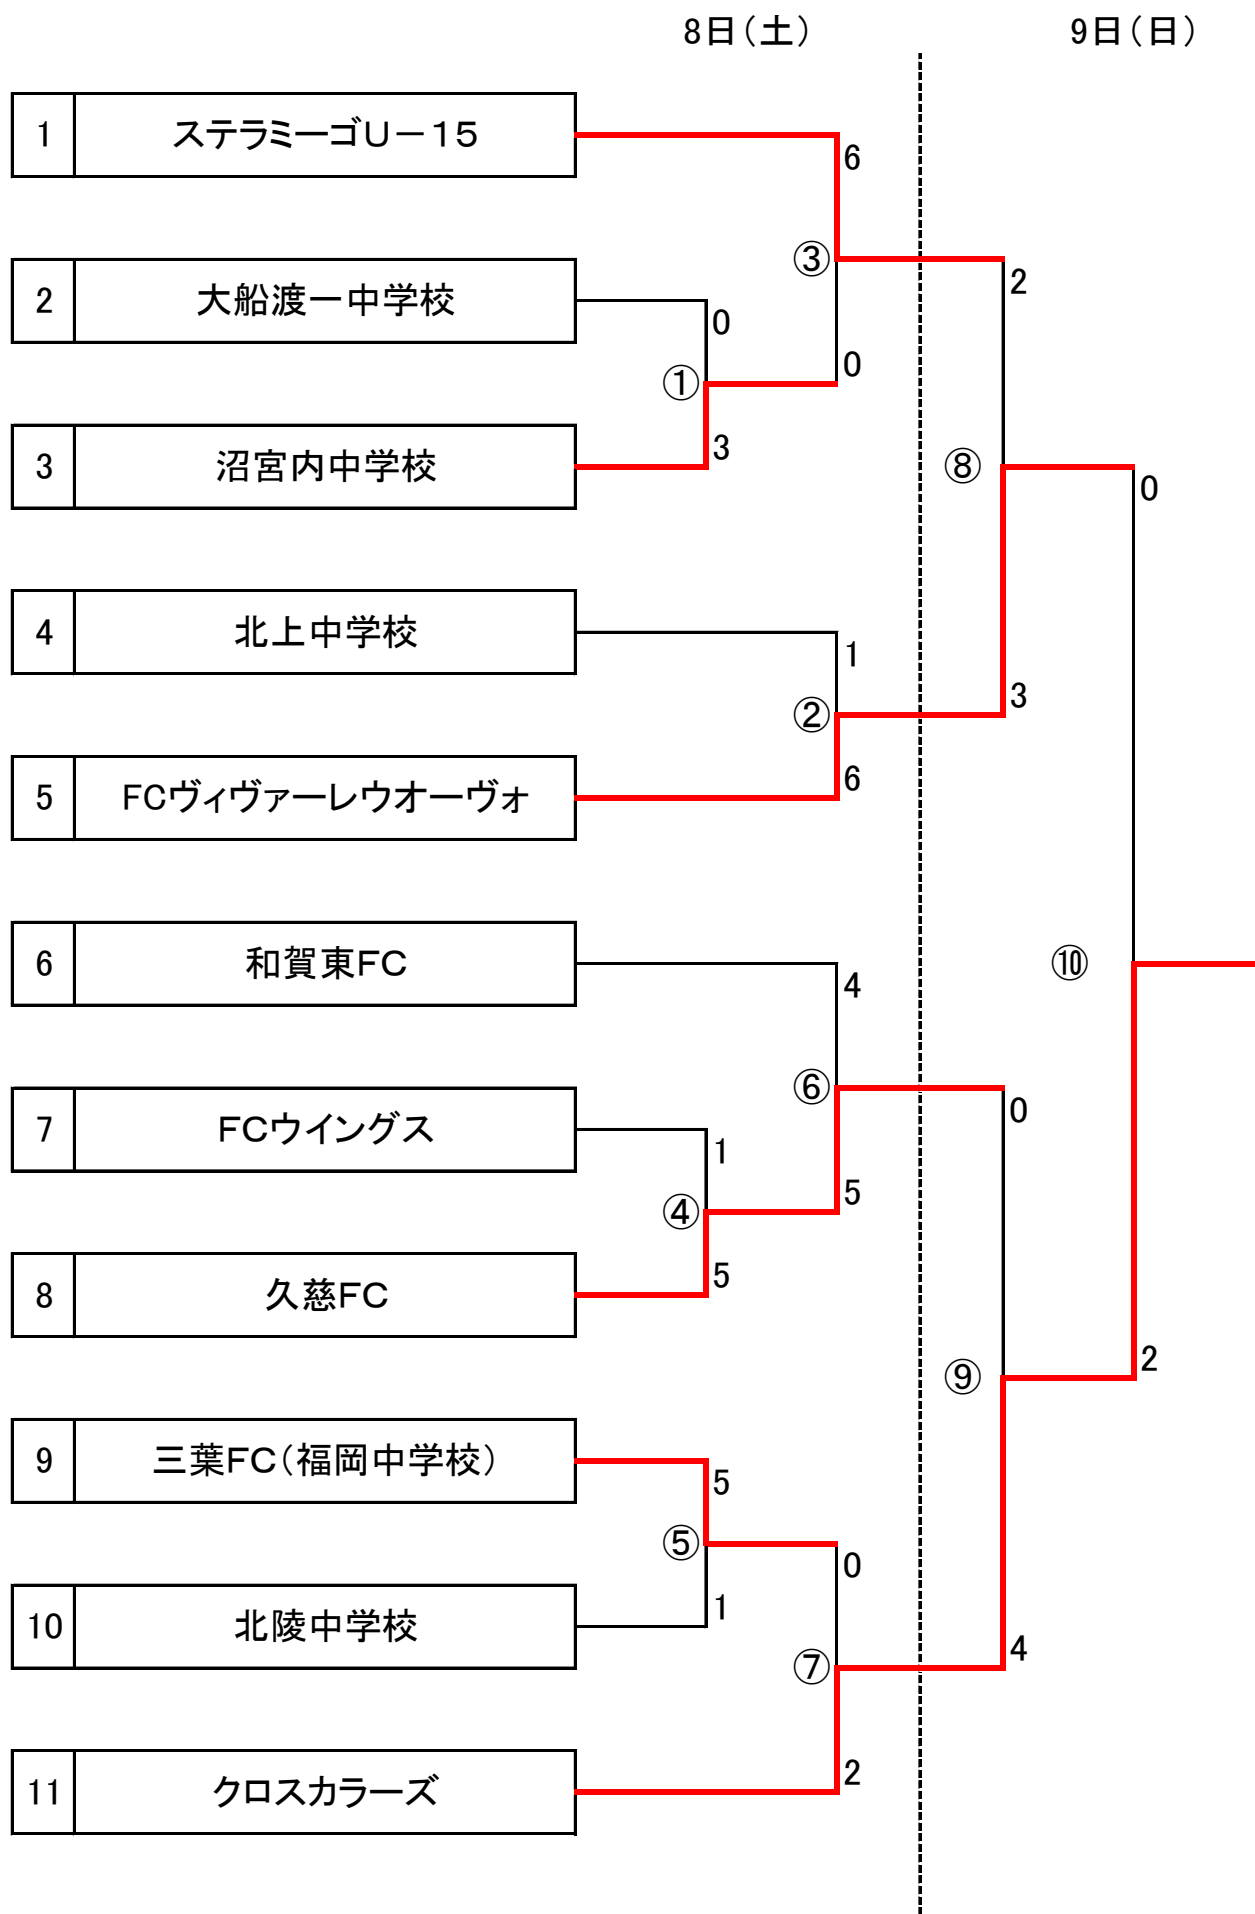 8日（土） 9日（日）
1 ステラミーゴU－15
6
③
2
2 大船渡一中学校
0
0
①
3
3 沼宮内中学校
⑧
0
4 北上中学校
1
3
②
6
5 FCヴィヴァーレウオーヴォ
6 和賀東FC
4
⑩
⑥
0
7 FCウイングス
1
5
④
5
8 久慈FC
2
⑨
9 三葉FC（福岡中学校）
5
⑤
0
1
10 北陵中学校
4
⑦
2
11 クロスカラーズ